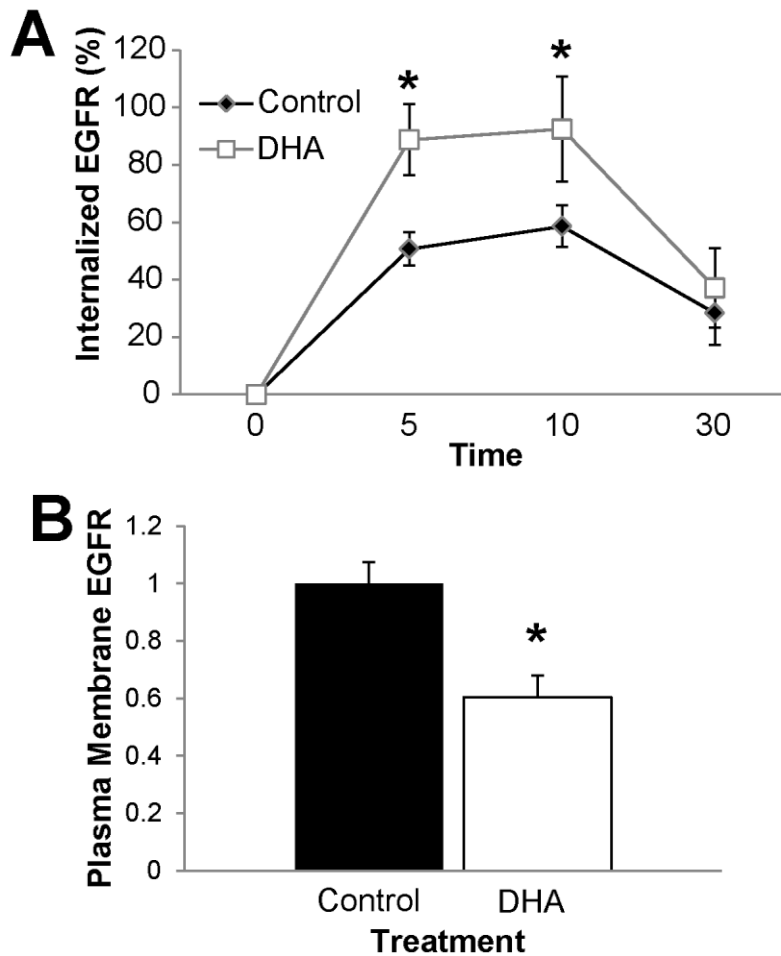 A
Internalized EGFR (%)
120
100
80
60
40
20
0
Control
DHA
*
*
0 5 10 30
Time
B
Plasma Membrane EGFR
1.2
1
0.8
0.6
0.4
0.2
0
*
Control DHA
Treatment